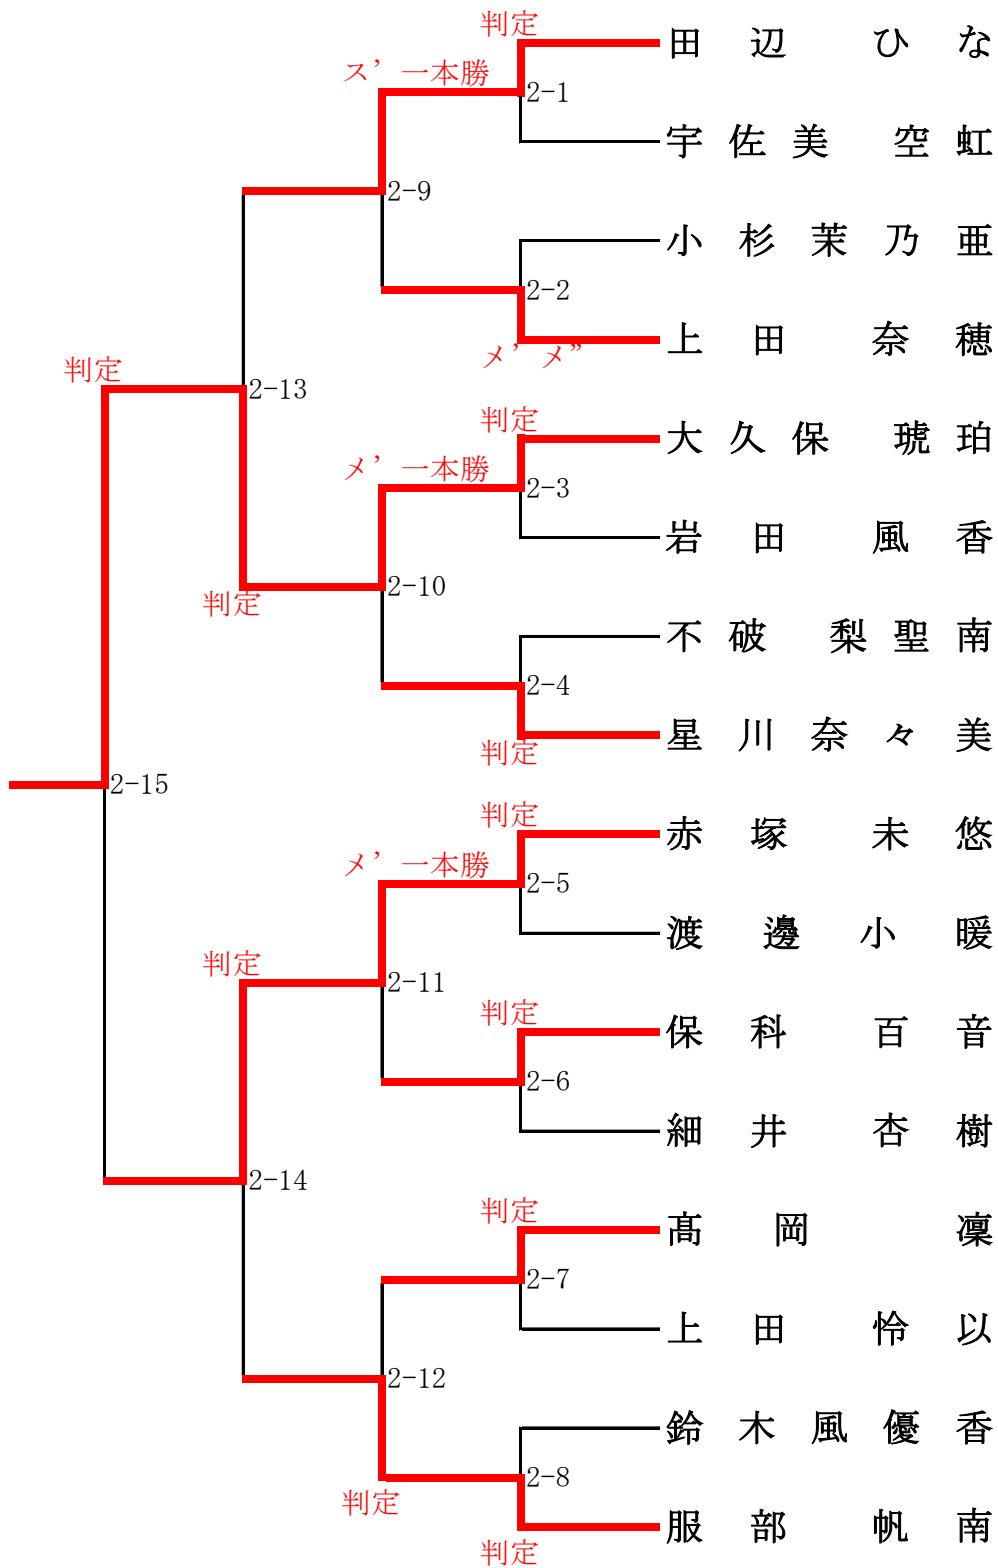 判定
田辺 ひな
ス’一本勝
2-1
宇佐美 空虹
2-9
小杉茉乃亜
2-2
上田 奈穂
メ’メ”
判定
2-13
判定
大久保 琥珀
メ’一本勝
2-3
岩田 風香
2-10
判定
不破 梨聖南
2-4
星川奈々美
判定
2-15
判定
赤塚 未悠
メ’一本勝
2-5
渡邊小暖
判定
2-11
判定
保科 百音
2-6
細井 杏樹
2-14
判定
髙岡 凜
2-7
上田 怜以
2-12
鈴木風優香
2-8
判定
服部 帆南
判定